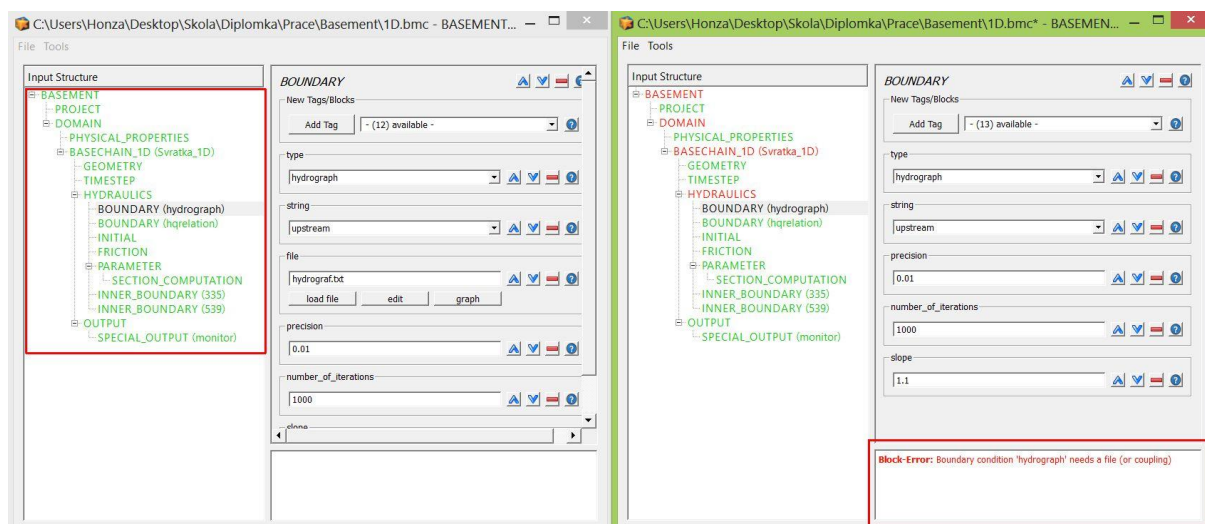 C:\Users\Honza\Desktop\Skola\Diplomka\Prace\Basement\1D.bmc - BASEMENT...
File Tools
Input Structure
BASEMENT
PROJECT
DOMAIN
PHYSICAL_PROPERTIES
BASECHAIN_1D (Svratka_1D)
GEOMETRY
TIMESTEP
HYDRAULICS
BOUNDARY (hydrograph)
BOUNDARY (hqrelation)
INITIAL
FRICTION
PARAMETER
SECTION_COMPUTATION
INNER_BOUNDARY (335)
INNER_BOUNDARY (539)
OUTPUT
SPECIAL_OUTPUT (monitor)
BOUNDARY
New Tags/Blocks
Add Tag - (12) available -
type
hydrograph
string
upstream
file
hydrograf.txt
load file edit graph
precision
0.01
number_of_iterations
1000
slope
C:\Users\Honza\Desktop\Skola\Diplomka\Prace\Basement\1D.bmc* - BASEMEN...
File Tools
Input Structure
BASEMENT
PROJECT
DOMAIN
PHYSICAL_PROPERTIES
BASECHAIN_1D (Svratka_1D)
GEOMETRY
TIMESTEP
HYDRAULICS
BOUNDARY (hydrograph)
BOUNDARY (hqrelation)
INITIAL
FRICTION
PARAMETER
SECTION_COMPUTATION
INNER_BOUNDARY (335)
INNER_BOUNDARY (539)
OUTPUT
SPECIAL_OUTPUT (monitor)
BOUNDARY
New Tags/Blocks
Add Tag - (13) available -
type
hydrograph
string
upstream
precision
0.01
number_of_iterations
1000
slope
1.1
Block-Error: Boundary condition 'hydrograph' needs a file (or coupling)